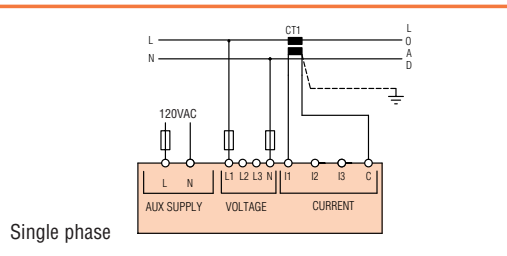 CT1
L
L
O
A
D
N
120VAC
L N L1 L2 L3 N I1 I2 I3 C
AUX SUPPLY VOLTAGE CURRENT
Single phase